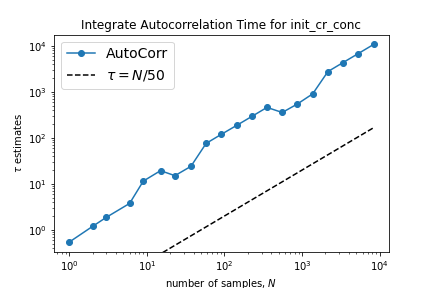 Integrate Autocorrelation Time for init_cr_conc
AutoCorr
τ = N/50
τ estimates
10⁴
10³
10²
10¹
10⁰
10⁰ 10¹ 10² 10³ 10⁴
number of samples, N